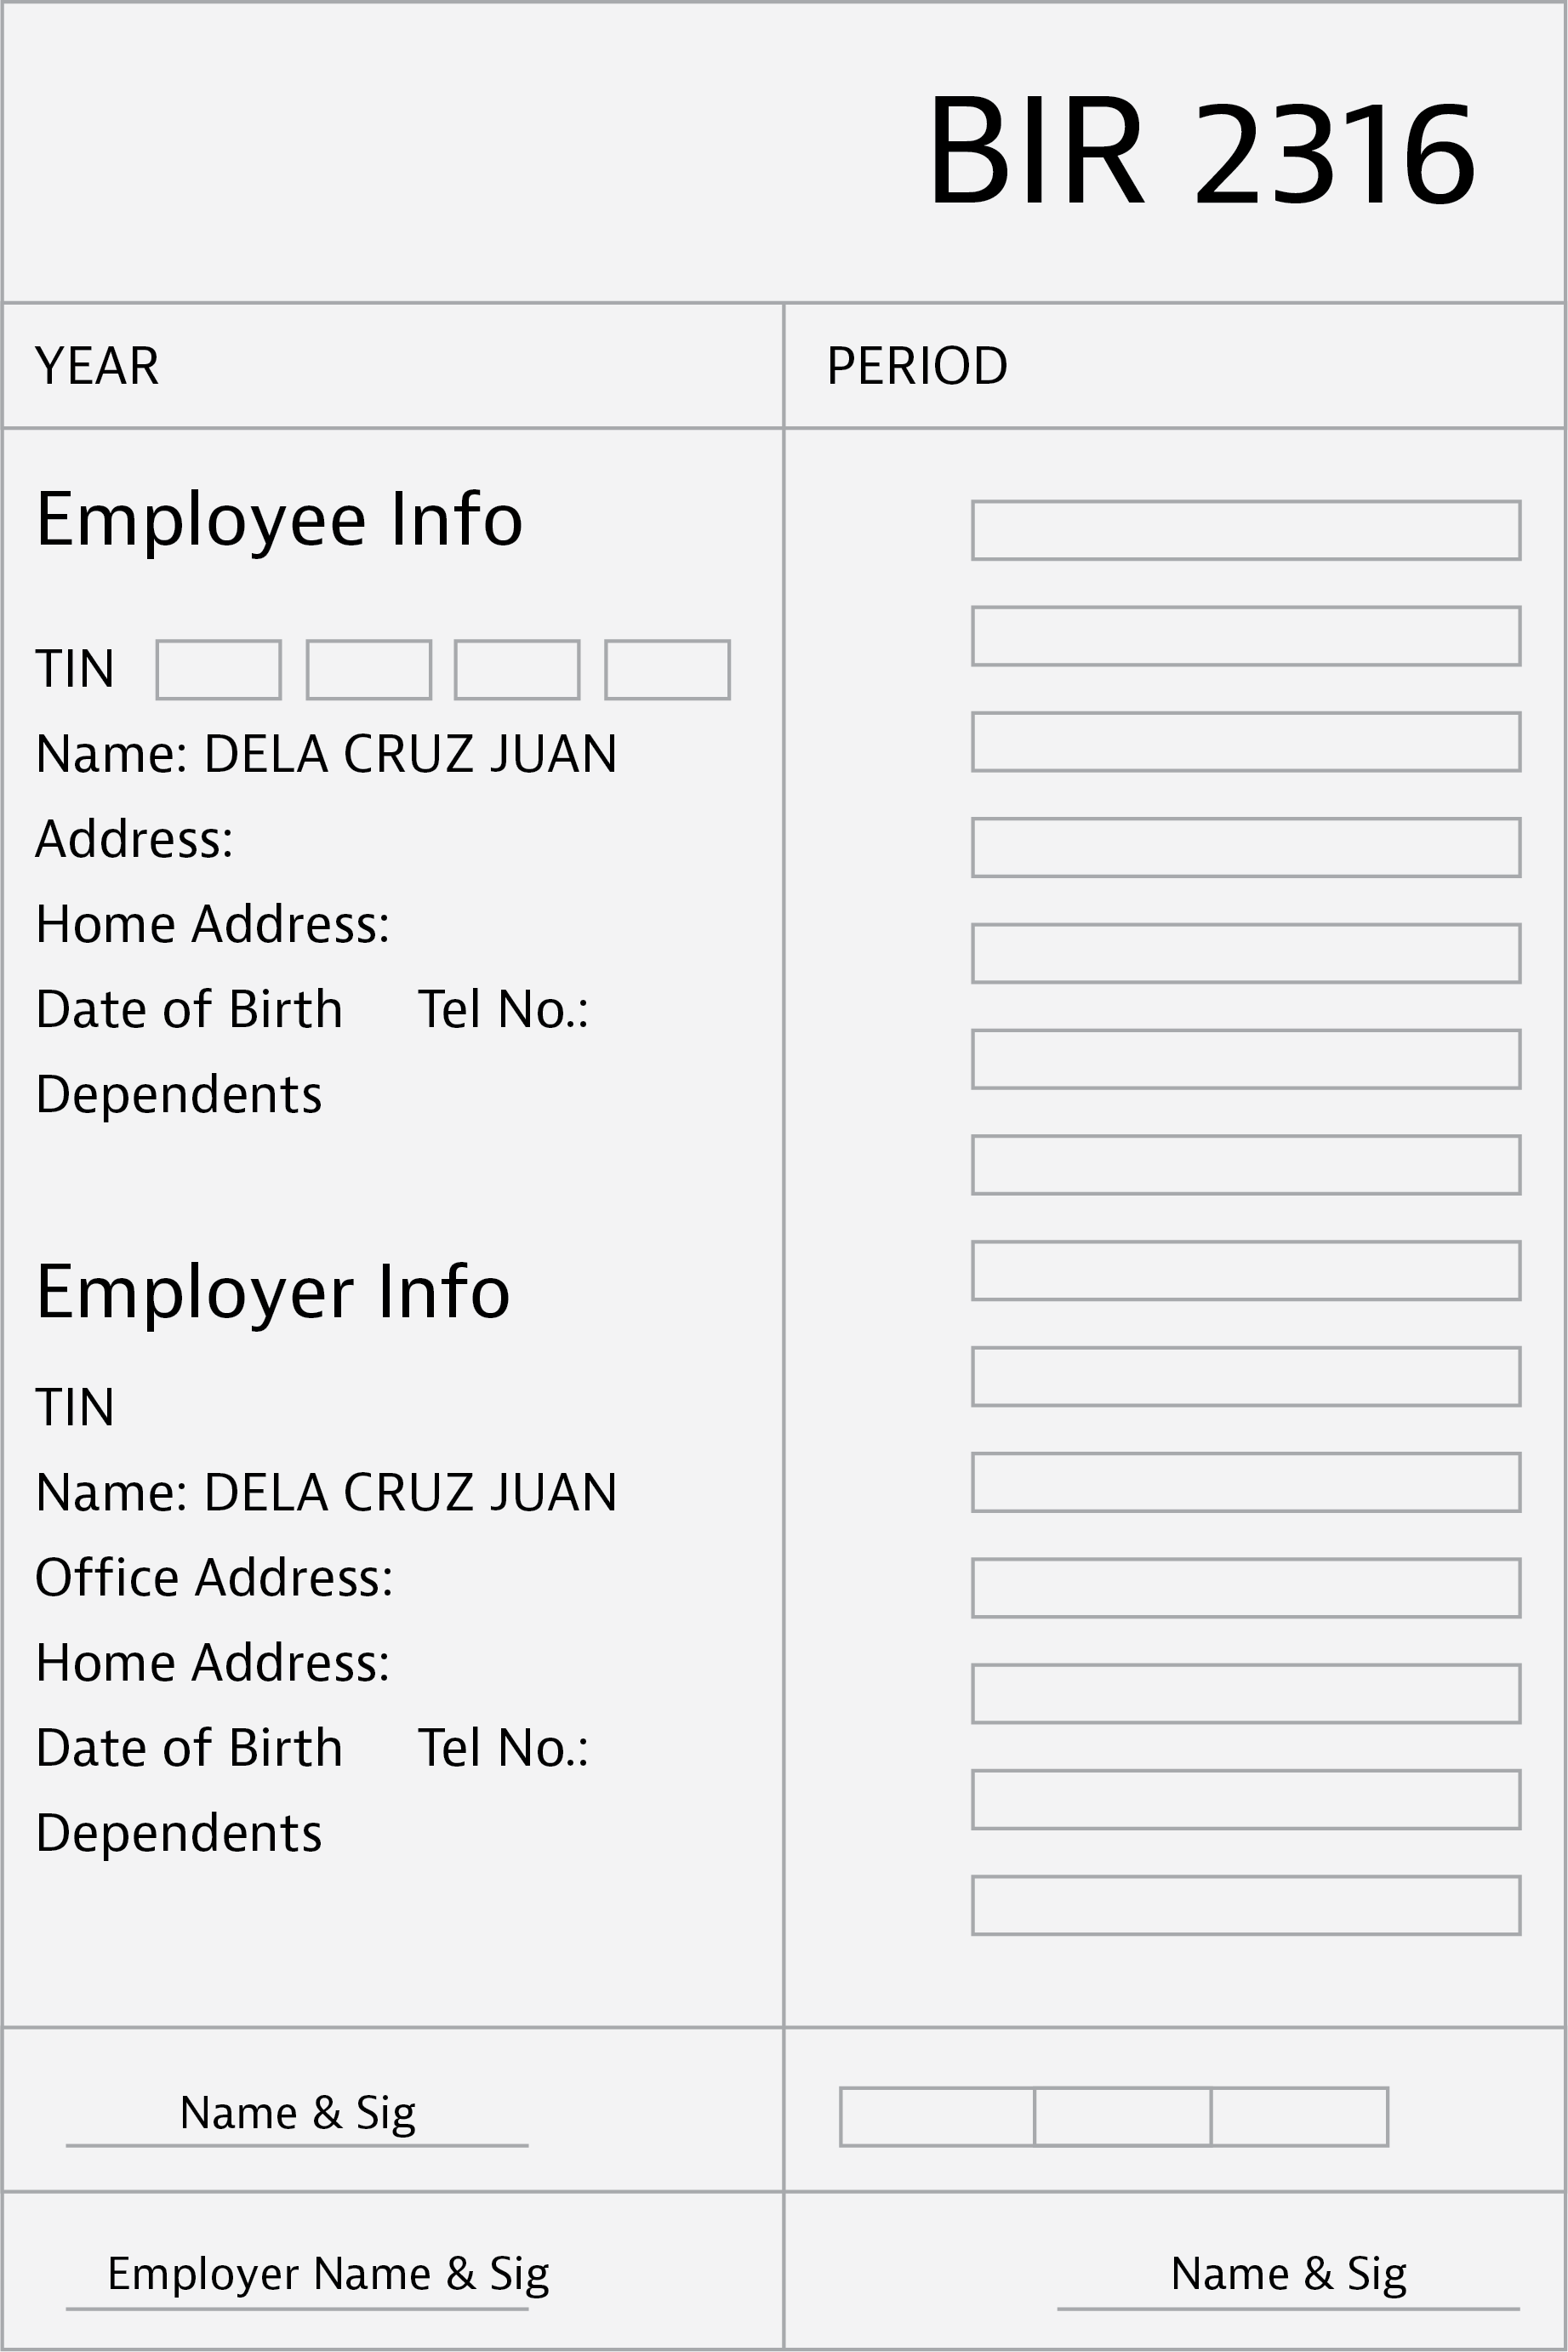 BIR 2316
YEAR
PERIOD
Employee Info
TIN
Name: DELA CRUZ JUAN
Address:
Home Address:
Date of Birth Tel No.:
Dependents
Employer Info
TIN
Name: DELA CRUZ JUAN
Office Address:
Home Address:
Date of Birth Tel No.:
Dependents
Name & Sig
Employer Name & Sig
Name & Sig